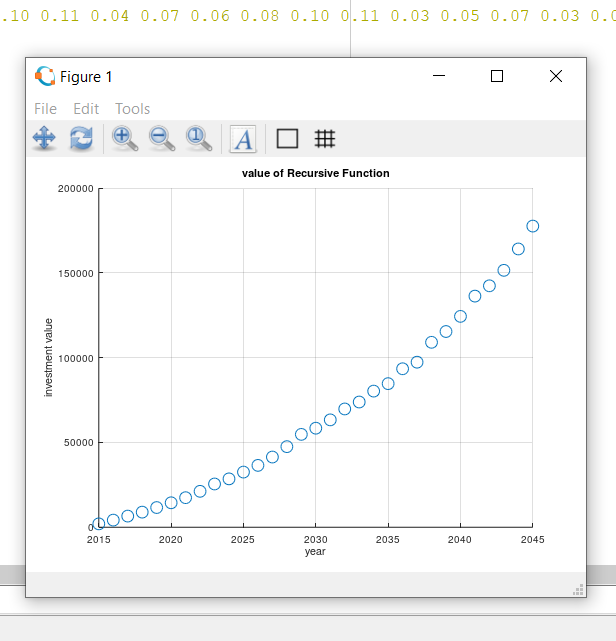 .10 0.11 0.04 0.07 0.06 0.08 0.10 0.11 0.03 0.05 0.07 0.03
Figure 1
File Edit Tools
A
value of Recursive Function
200000
150000
100000
50000
0
investment value
2015 2020 2025 2030 2035 2040 2045
year